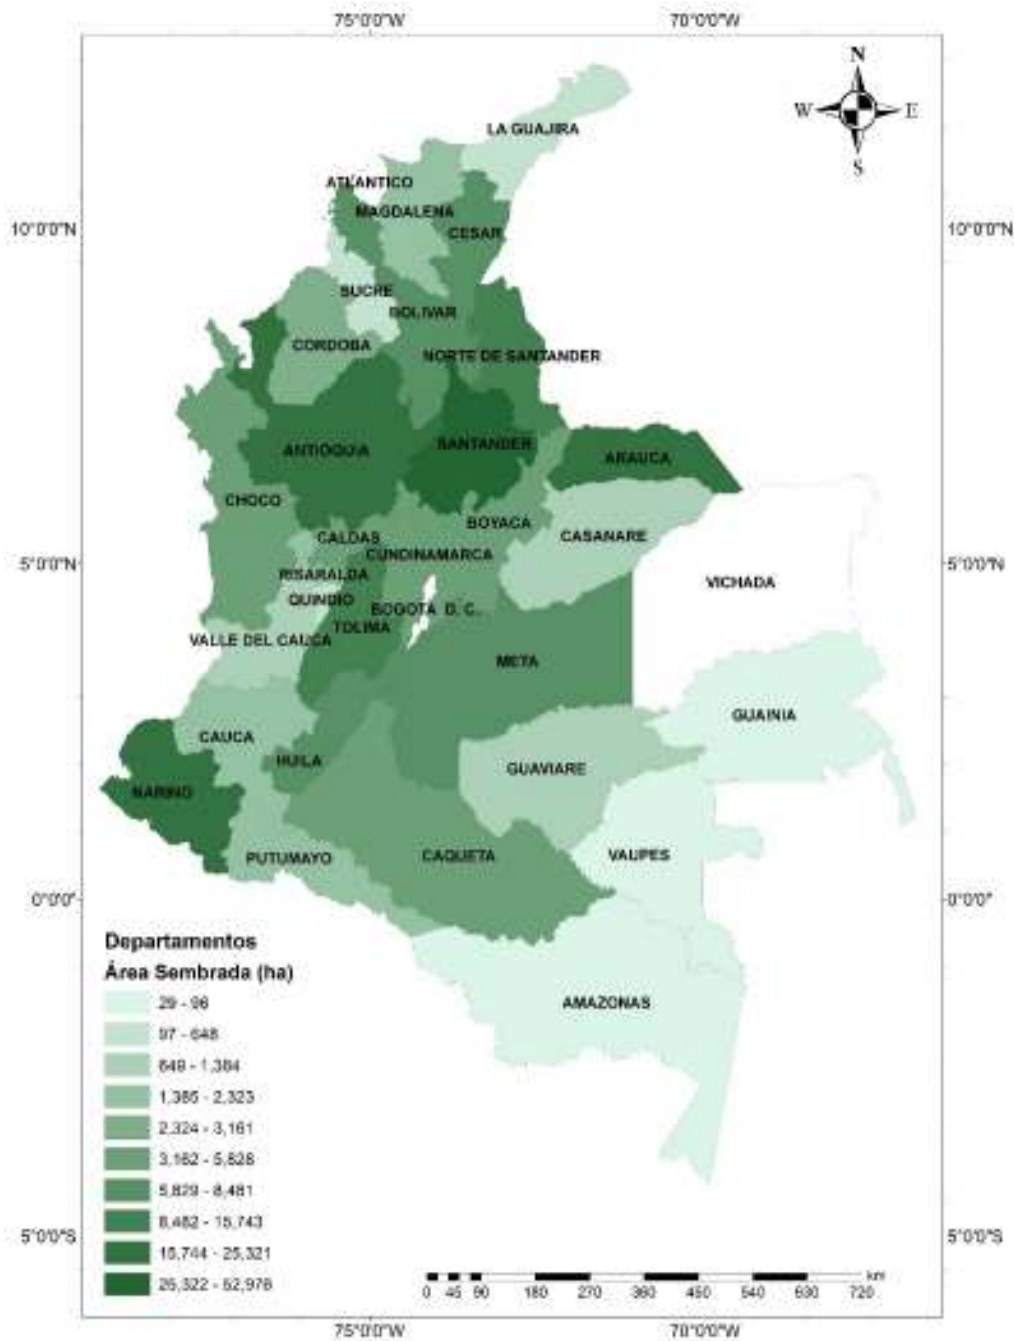 75°0'0"W 70°0'0"W
N
W E
S
LA GUAJIRA
ATLANTICO
MAGDALENA
10°0'0"N 10°0'0"N
CESAR
SUCRE
BOLIVAR
CORDOBA
NORTE DE SANTANDER
SANTANDER
ANTIOQUIA
ARAUCA
CHOCO
BOYACA
CALDAS
CASANARE
CUNDINAMARCA
5°0'0"N 5°0'0"N
RISARALDA
VICHADA
QUINDIO
BOGOTA D. C.
TOLIMA
VALLE DEL CAUCA
META
GUAINIA
CAUCA
HUILA
GUAVIARE
NARINO
PUTUMAYO
CAQUETA
VAUPES
0°0'0" 0°0'0"
Departamentos
Área Sembrada (ha)
AMAZONAS
29 - 96
97 - 648
649 - 1,384
1,385 - 2,323
2,324 - 3,161
3,162 - 5,828
5,829 - 8,481
8,482 - 15,743
15,744 - 25,321
25,322 - 52,978
5°0'0"S 5°0'0"S
km
0 45 90 180 270 360 450 540 630 720
75°0'0"W 70°0'0"W